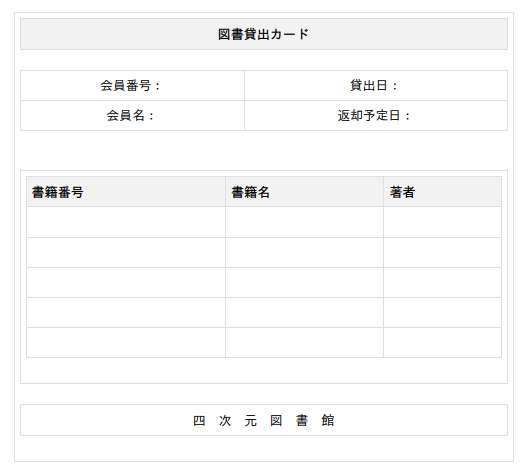 図書貸出カード
会員番号： 貸出日：
会員名： 返却予定日：
書籍番号 書籍名 著者
四 次 元 図 書 館